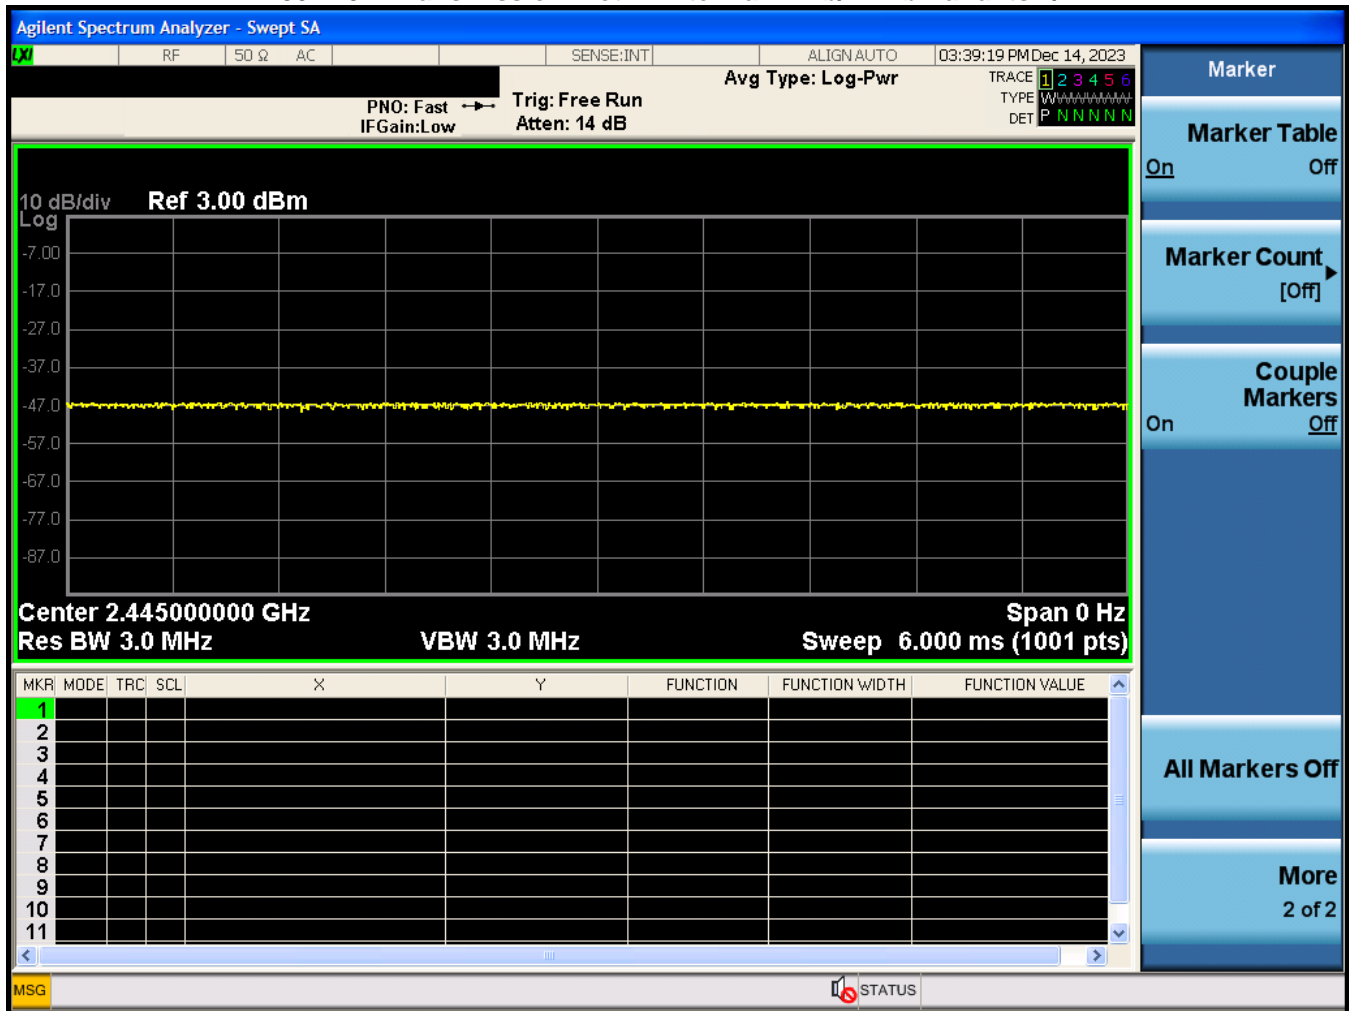 Agilent Spectrum Analyzer - Swept SA
LXI RF 50 Ω AC SENSE:INT ALIGN AUTO 03:39:19 PM Dec 14, 2023
Avg Type: Log-Pwr
TRACE 1 2 3 4 5 6
PNO: Fast Trig: Free Run
TYPE W
IFGain:Low Atten: 14 dB
DET P N N N N N
10 dB/div Ref 3.00 dBm
Log
-7.00
-17.0
-27.0
-37.0
-47.0
-57.0
-67.0
-77.0
-87.0
Center 2.445000000 GHz Span 0 Hz
Res BW 3.0 MHz VBW 3.0 MHz Sweep 6.000 ms (1001 pts)
MKR MODE TRC SCL X Y FUNCTION FUNCTION WIDTH FUNCTION VALUE
1
2
3
4
5
6
7
8
9
10
11
MSG STATUS
Marker
Marker Table
On Off
Marker Count
[Off]
Couple
Markers
On Off
All Markers Off
More
2 of 2